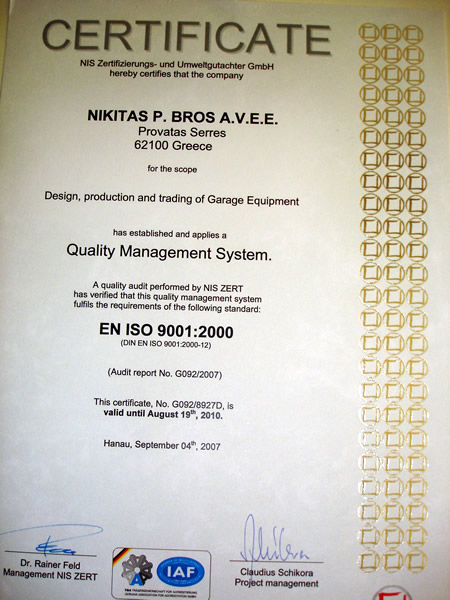 CERTIFICATE
NIS Zertifizierungs- und Umweltgutachter GmbH
hereby certifies that the company
NIKITAS P. BROS A.V.E.E.
Provatas Serres
62100 Greece
for the scope
Design, production and trading of Garage Equipment
has established and applies a
Quality Management System.
A quality audit performed by NIS ZERT
has verified that this quality management system
fulfils the requirements of the following standard:
EN ISO 9001:2000
(DIN EN ISO 9001:2000-12)
(Audit report No. G092/2007)
This certificate, No. G092/8927D, is
valid until August 19th, 2010.
Hanau, September 04th, 2007
Dr. Rainer Feld
Management NIS ZERT
IAF
Claudius Schikora
Project management